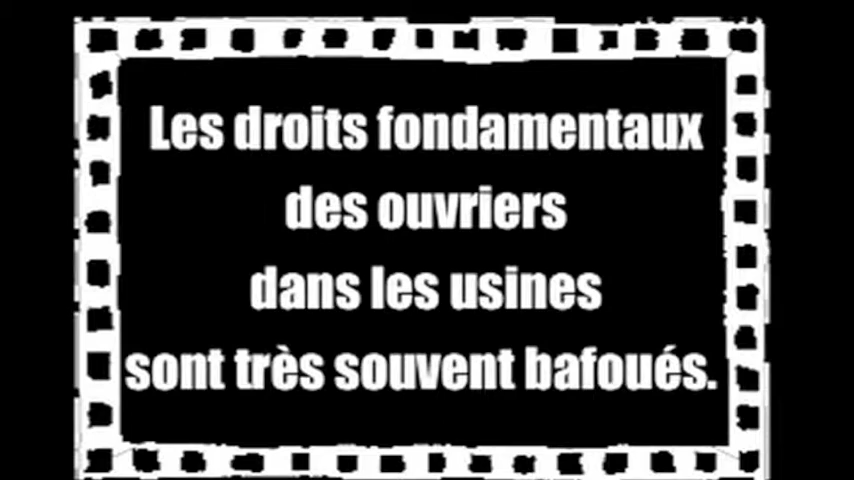 Les droits fondamentaux
des ouvriers
dans les usines
sont très souvent bafoués.